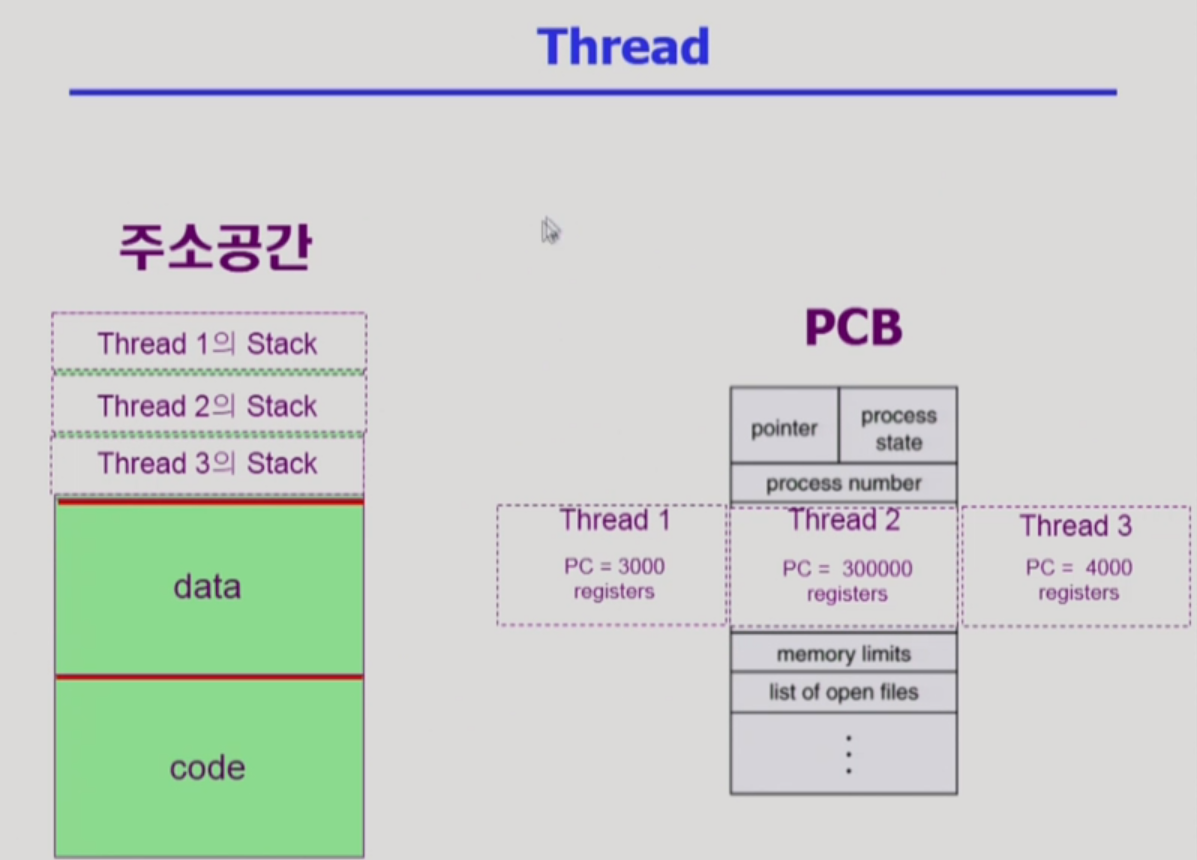 Thread
주소공간
Thread 1의 Stack
Thread 2의 Stack
Thread 3의 Stack
data
code
PCB
pointer
process
state
process number
Thread 1
PC = 3000
registers
Thread 2
PC = 300000
registers
Thread 3
PC = 4000
registers
memory limits
list of open files